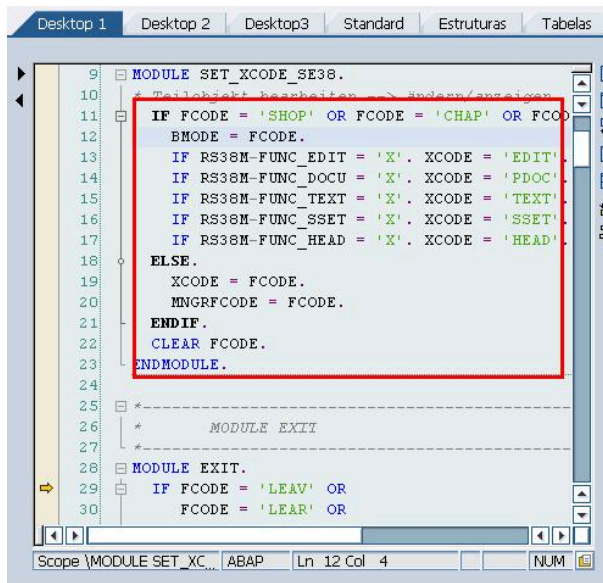 Desktop 1 Desktop 2 Desktop3 Standard Estruturas Tabelas
9 MODULE SET_XCODE_SE38.
10 * Teilobjekt bearbeiten --> ändern/anzeigen
11 IF FCODE = 'SHOP' OR FCODE = 'CHAP' OR FCOD
12 BMODE = FCODE.
13 IF RS38M-FUNC_EDIT = 'X'. XCODE = 'EDIT'.
14 IF RS38M-FUNC_DOCU = 'X'. XCODE = 'PDOC'.
15 IF RS38M-FUNC_TEXT = 'X'. XCODE = 'TEXT'.
16 IF RS38M-FUNC_SSET = 'X'. XCODE = 'SSET'.
17 IF RS38M-FUNC_HEAD = 'X'. XCODE = 'HEAD'.
18 ELSE.
19 XCODE = FCODE.
20 MNGRFCODE = FCODE.
21 ENDIF.
22 CLEAR FCODE.
23 ENDMODULE.
24
25 *----------------------------------------------------
26 * MODULE EXIT
27 *----------------------------------------------------
28 MODULE EXIT.
29 IF FCODE = 'LEAV' OR
30 FCODE = 'LEAR' OR
Scope \MODULE SET_XC... ABAP Ln 12 Col 4 NUM